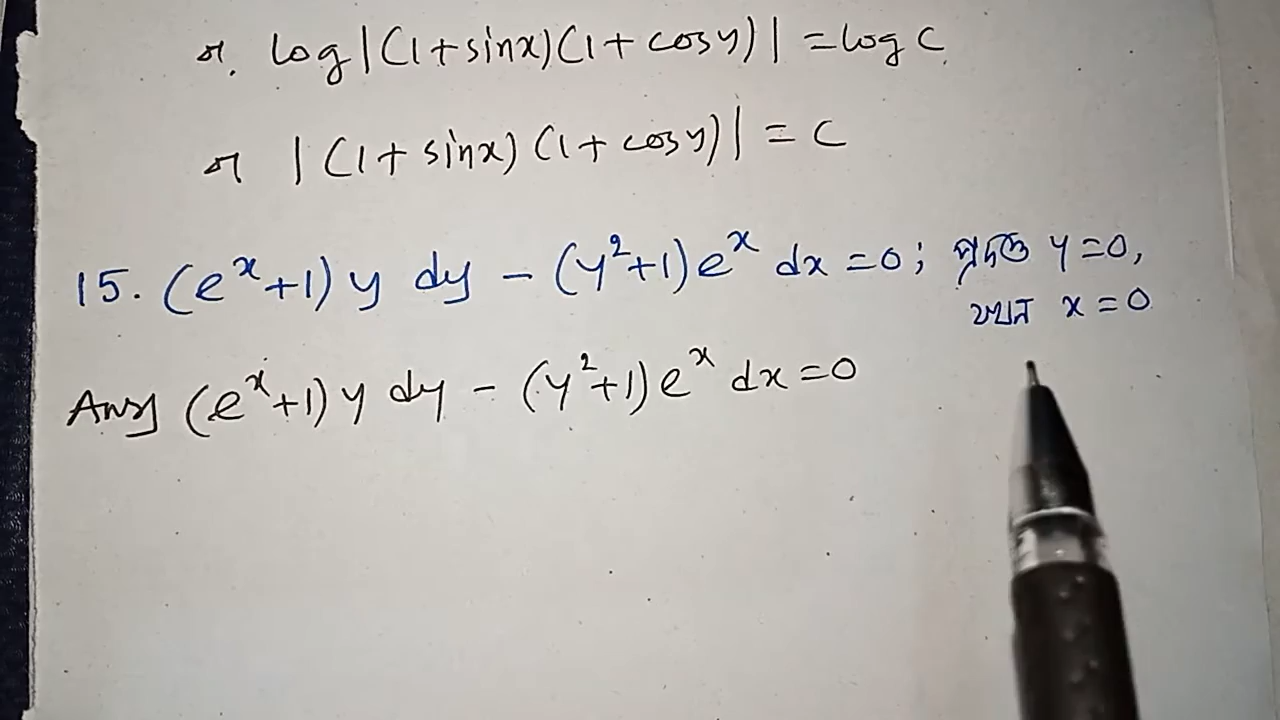 বা, log|(1+sinx)(1+cosy)| = log c
বা |(1+sinx)(1+cosy)| = c
15. (eˣ+1) y dy - (y²+1) eˣ dx = 0 ; প্রদত্ত y = 0,
যখন x = 0
Ans (eˣ+1) y dy - (y²+1) eˣ dx = 0